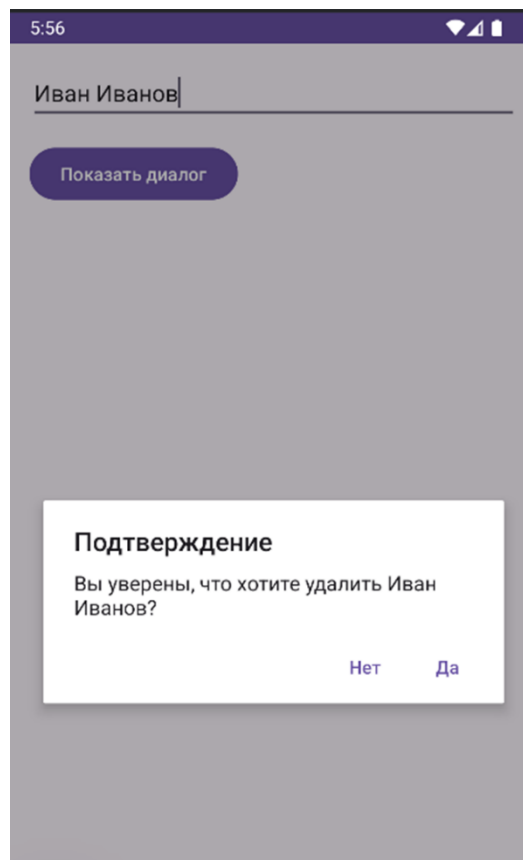 5:56
Иван Иванов
Показать диалог
Подтверждение
Вы уверены, что хотите удалить Иван
Иванов?
Нет Да